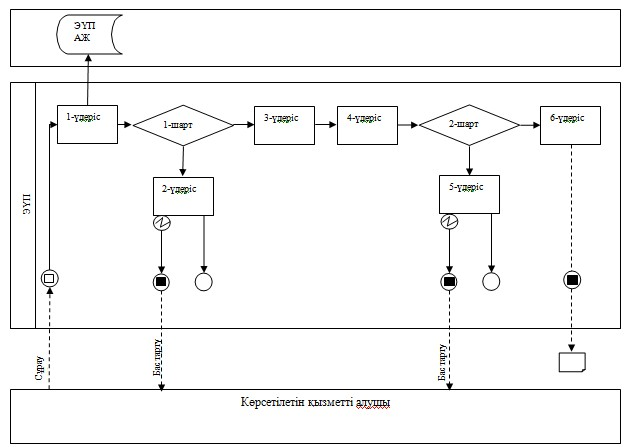 ЭҮП
АЖ
1-үдеріс
1-шарт
3-үдеріс
4-үдеріс
2-шарт
6-үдеріс
2-үдеріс
5-үдеріс
ЭҮП
Сұрау
Бас тарту
Бас тарту
Көрсетілетін қызметті алушы